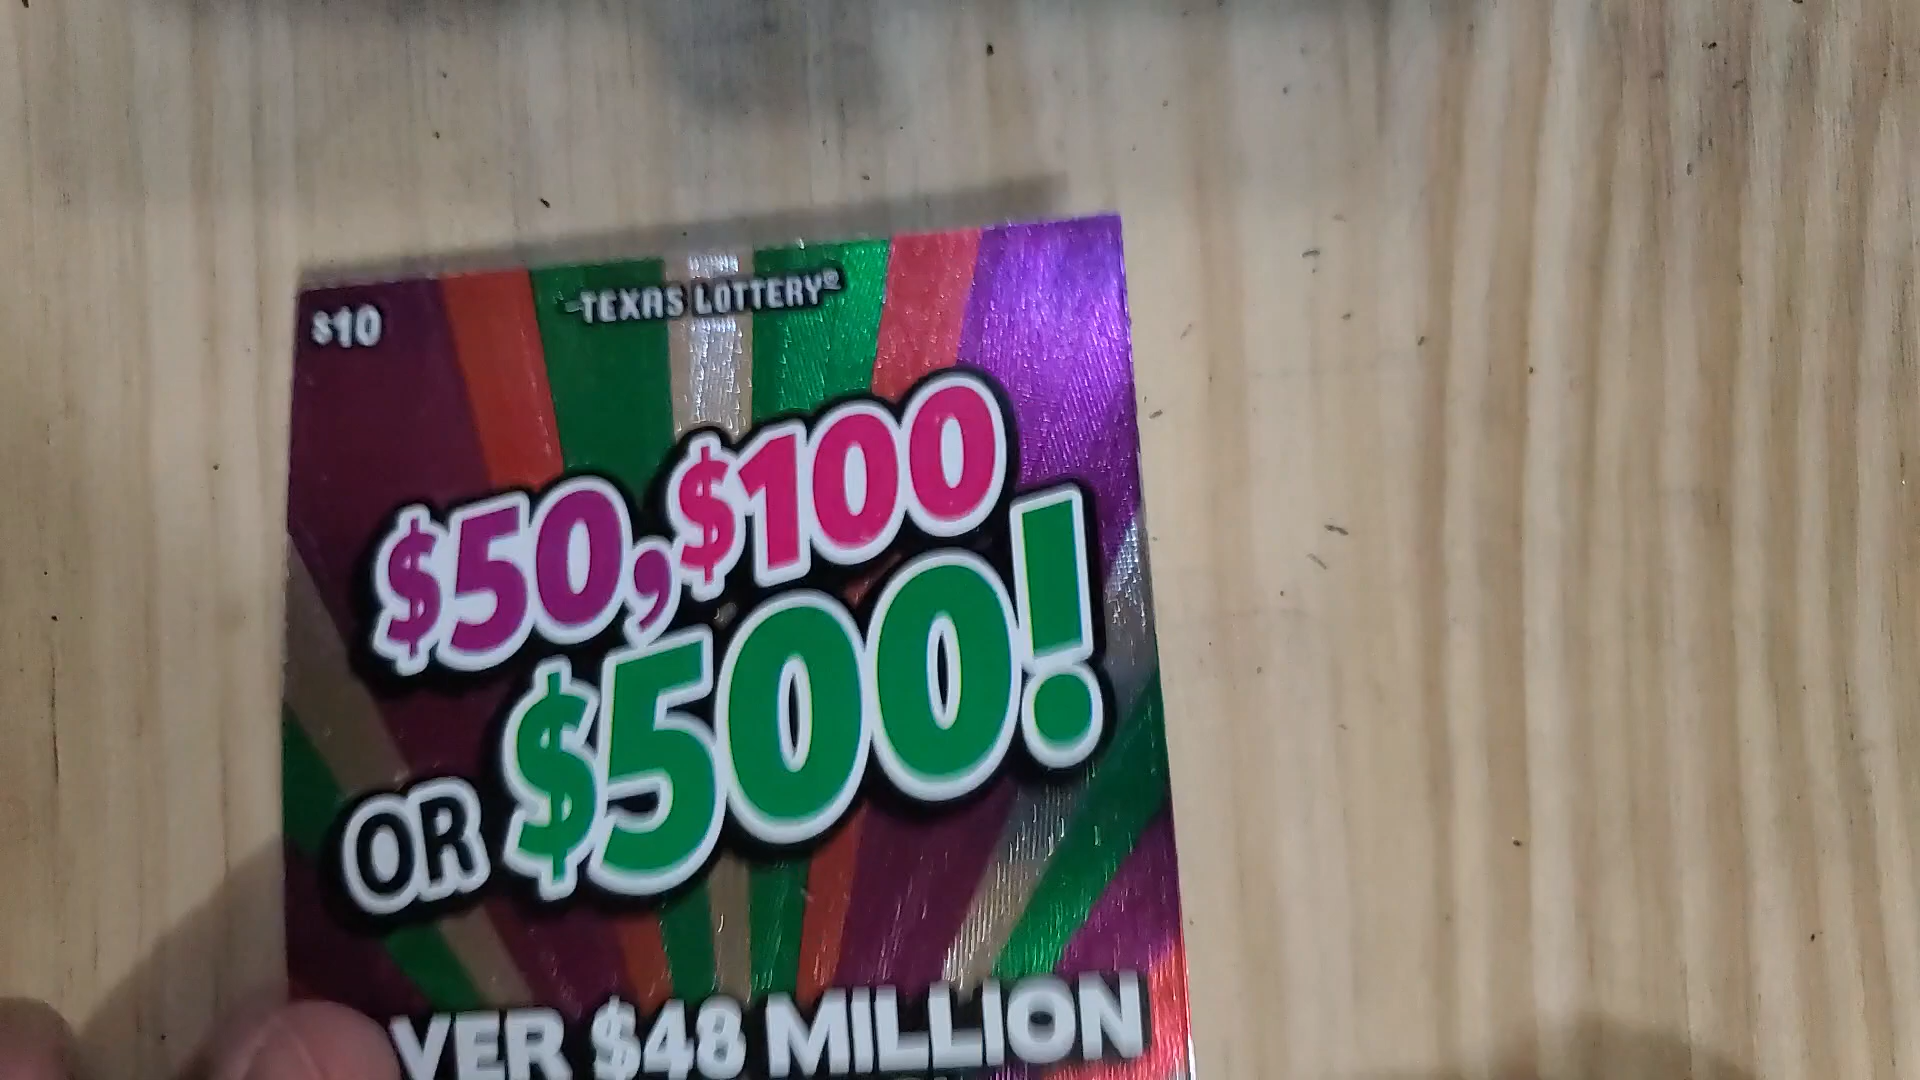 $10
TEXAS LOTTERY®
$50, $100
OR $500!
VER $48 MILLION